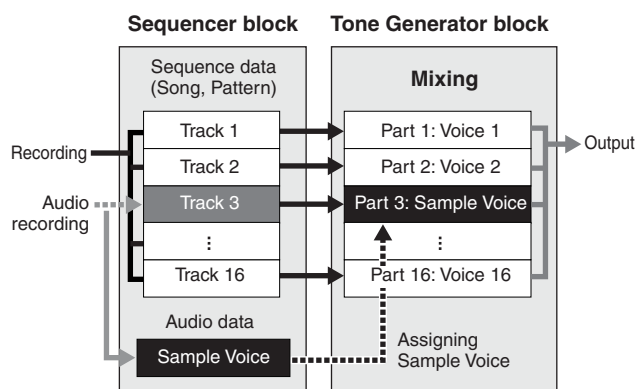 Sequencer block
Tone Generator block
Sequence data
(Song, Pattern)
Mixing
Recording
Track 1
Part 1: Voice 1
Output
Track 2
Part 2: Voice 2
Audio
recording
Track 3
Part 3: Sample Voice
...
...
Track 16
Part 16: Voice 16
Audio data
Sample Voice
Assigning
Sample Voice